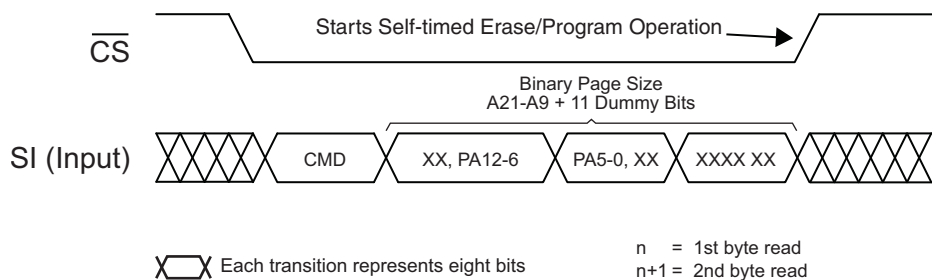 Starts Self-timed Erase/Program Operation
CS
Binary Page Size
A21-A9 + 11 Dummy Bits
SI (Input)
CMD
XX, PA12-6
PA5-0, XX
XXXX XX
Each transition represents eight bits
n = 1st byte read
n+1 = 2nd byte read